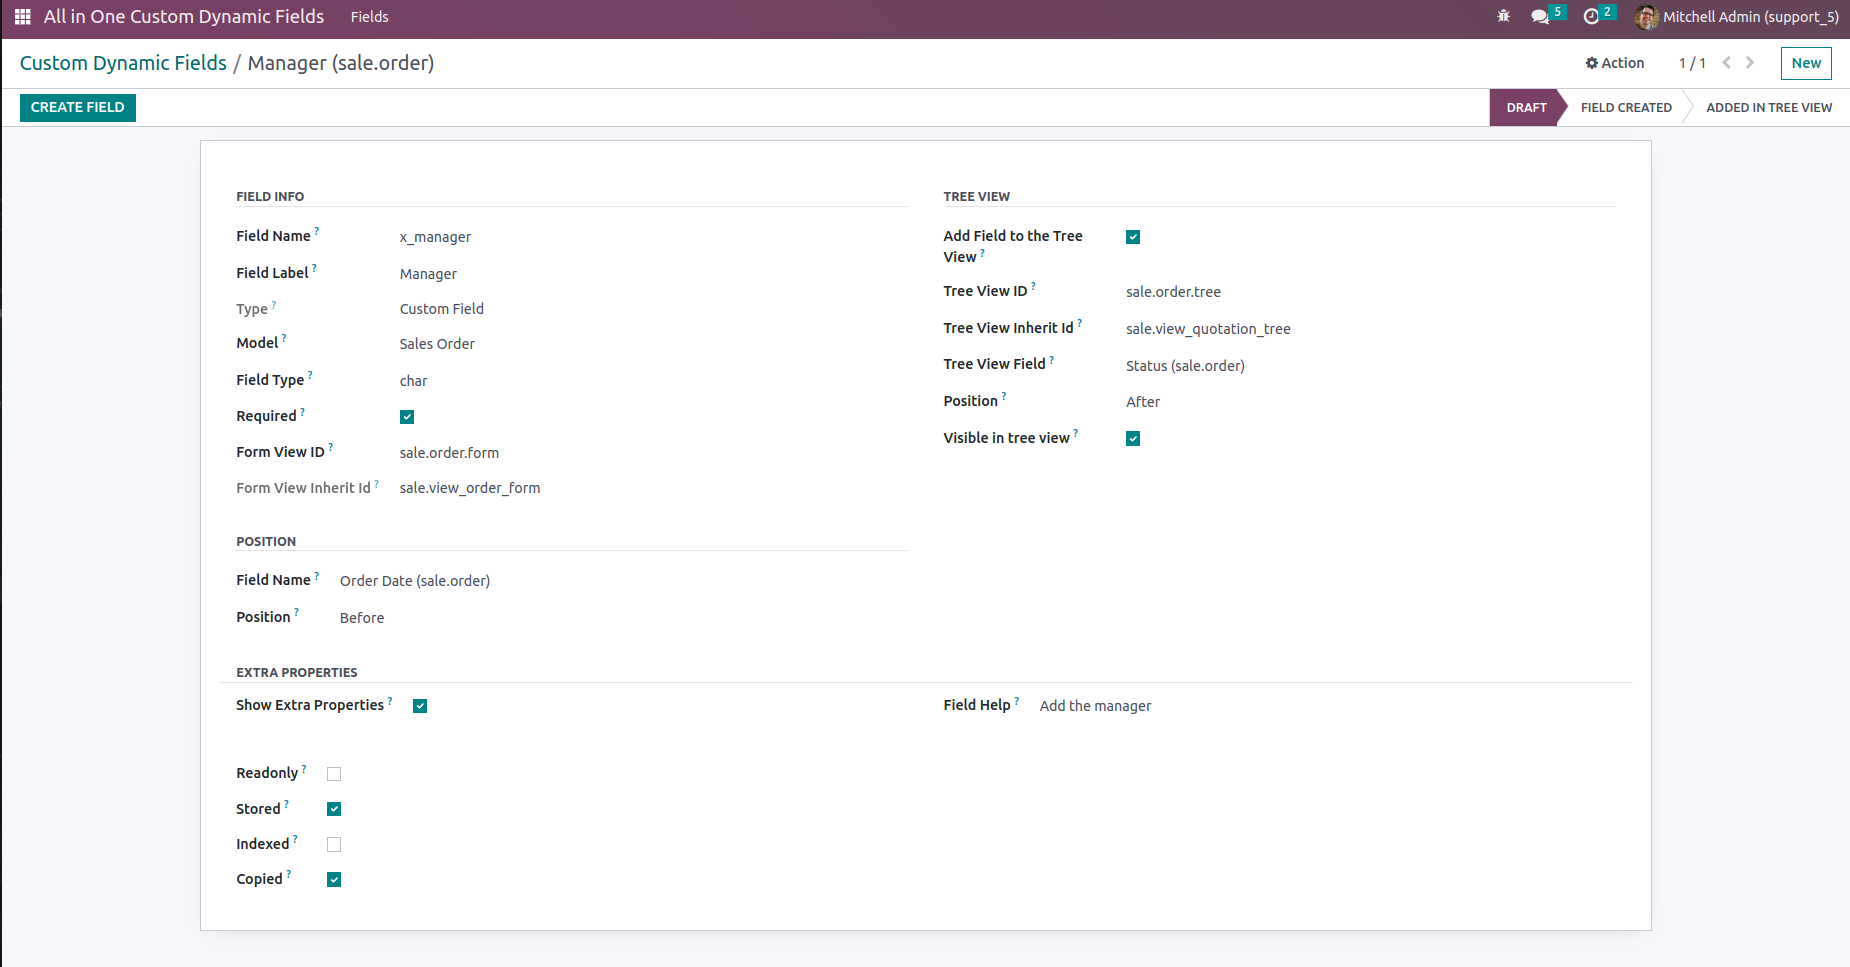 All in One Custom Dynamic Fields Fields 5 2 Mitchell Admin (support_5)
Custom Dynamic Fields / Manager (sale.order) Action 1 / 1 New
CREATE FIELD DRAFT FIELD CREATED ADDED IN TREE VIEW
FIELD INFO
Field Name ? x_manager
Field Label ? Manager
Type ? Custom Field
Model ? Sales Order
Field Type ? char
Required ?
Form View ID ? sale.order.form
Form View Inherit Id ? sale.view_order_form
TREE VIEW
Add Field to the Tree
View ?
Tree View ID ? sale.order.tree
Tree View Inherit Id ? sale.view_quotation_tree
Tree View Field ? Status (sale.order)
Position ? After
Visible in tree view ?
POSITION
Field Name ? Order Date (sale.order)
Position ? Before
EXTRA PROPERTIES
Show Extra Properties ?
Field Help ? Add the manager
Readonly ?
Stored ?
Indexed ?
Copied ?